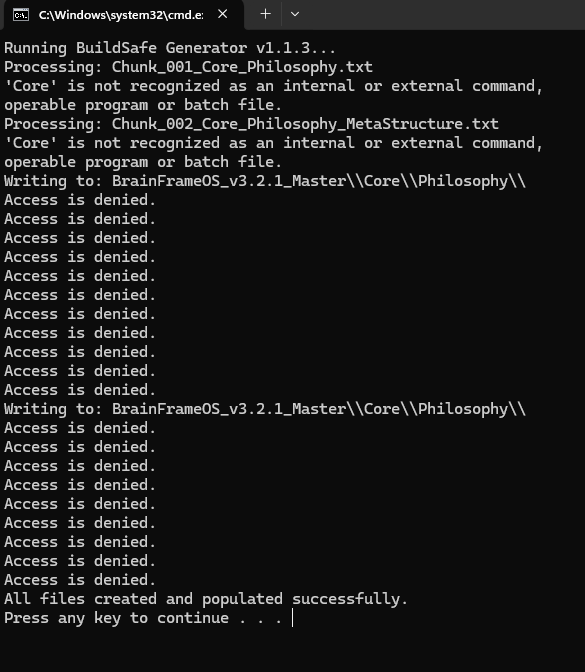 C:\Windows\system32\cmd.e:
Running BuildSafe Generator v1.1.3...
Processing: Chunk_001_Core_Philosophy.txt
'Core' is not recognized as an internal or external command,
operable program or batch file.
Processing: Chunk_002_Core_Philosophy_MetaStructure.txt
'Core' is not recognized as an internal or external command,
operable program or batch file.
Writing to: BrainFrameOS_v3.2.1_Master\\Core\\Philosophy\\
Access is denied.
Access is denied.
Access is denied.
Access is denied.
Access is denied.
Access is denied.
Access is denied.
Access is denied.
Access is denied.
Access is denied.
Access is denied.
Writing to: BrainFrameOS_v3.2.1_Master\\Core\\Philosophy\\
Access is denied.
Access is denied.
Access is denied.
Access is denied.
Access is denied.
Access is denied.
Access is denied.
Access is denied.
Access is denied.
All files created and populated successfully.
Press any key to continue . . .